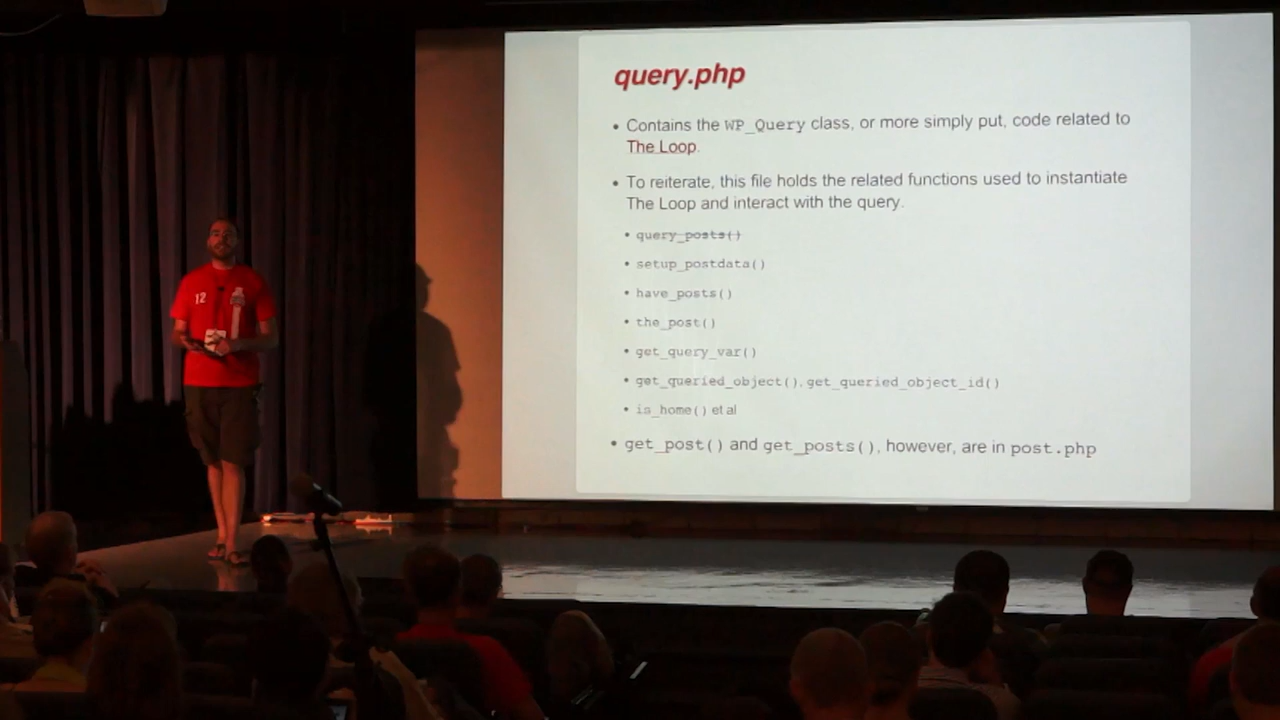 query.php
• Contains the WP_Query class, or more simply put, code related to
The Loop.
• To reiterate, this file holds the related functions used to instantiate
The Loop and interact with the query.
• query_posts()
• setup_postdata()
• have_posts()
• the_post()
• get_query_var()
• get_queried_object(), get_queried_object_id()
• is_home() et al
• get_post() and get_posts(), however, are in post.php
12